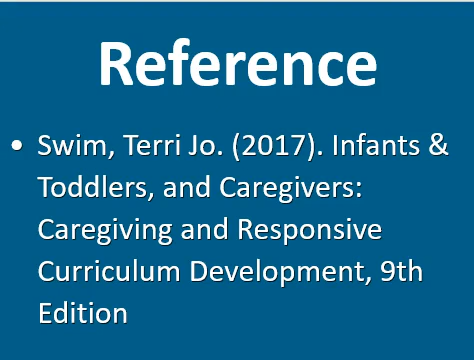 Reference
• Swim, Terri Jo. (2017). Infants &
Toddlers, and Caregivers:
Caregiving and Responsive
Curriculum Development, 9th
Edition